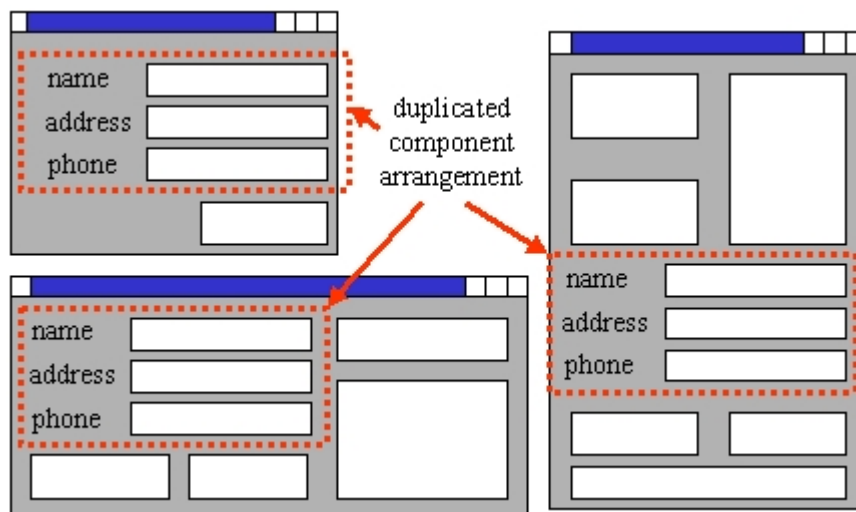 name
address
phone
duplicated
component
arrangement
name
address
phone
name
address
phone